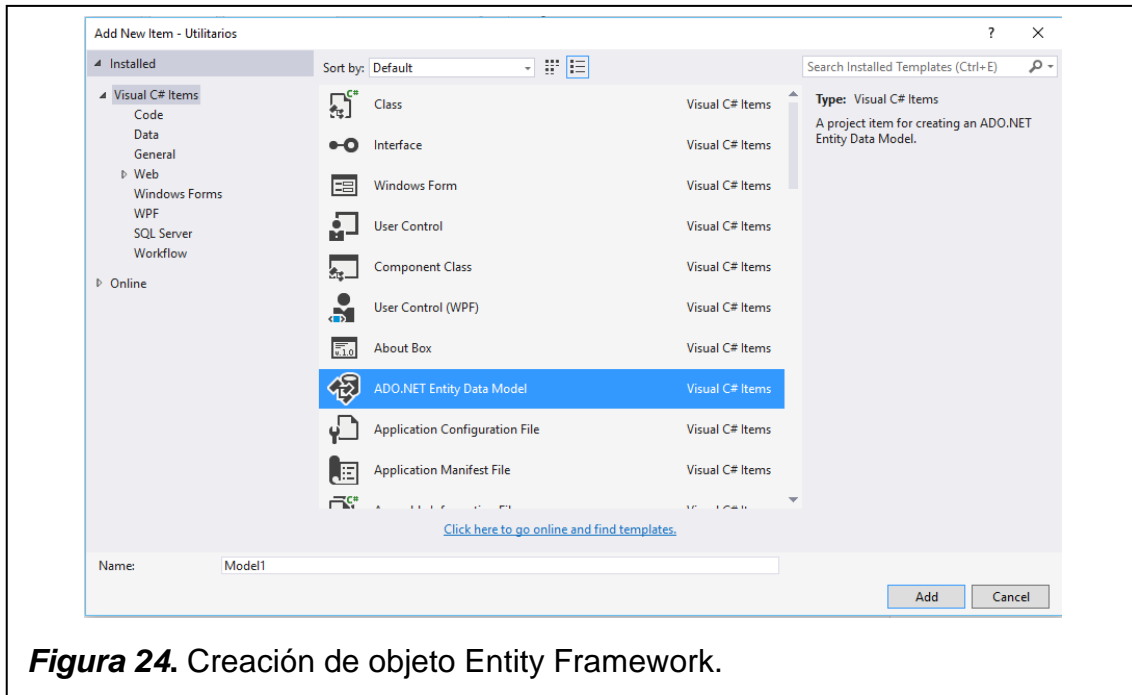 Add New Item - Utilitarios
? X
Installed
Sort by: Default
Search Installed Templates (Ctrl+E)
Visual C# Items
Code
Data
General
Web
Windows Forms
WPF
SQL Server
Workflow
Online
C# Class Visual C# Items
Interface Visual C# Items
Windows Form Visual C# Items
User Control Visual C# Items
Component Class Visual C# Items
User Control (WPF) Visual C# Items
v.1.0 About Box Visual C# Items
ADO.NET Entity Data Model Visual C# Items
Application Configuration File Visual C# Items
Application Manifest File Visual C# Items
C#
Type: Visual C# Items
A project item for creating an ADO.NET
Entity Data Model.
Click here to go online and find templates.
Name: Model1
Add Cancel
Figura 24. Creación de objeto Entity Framework.